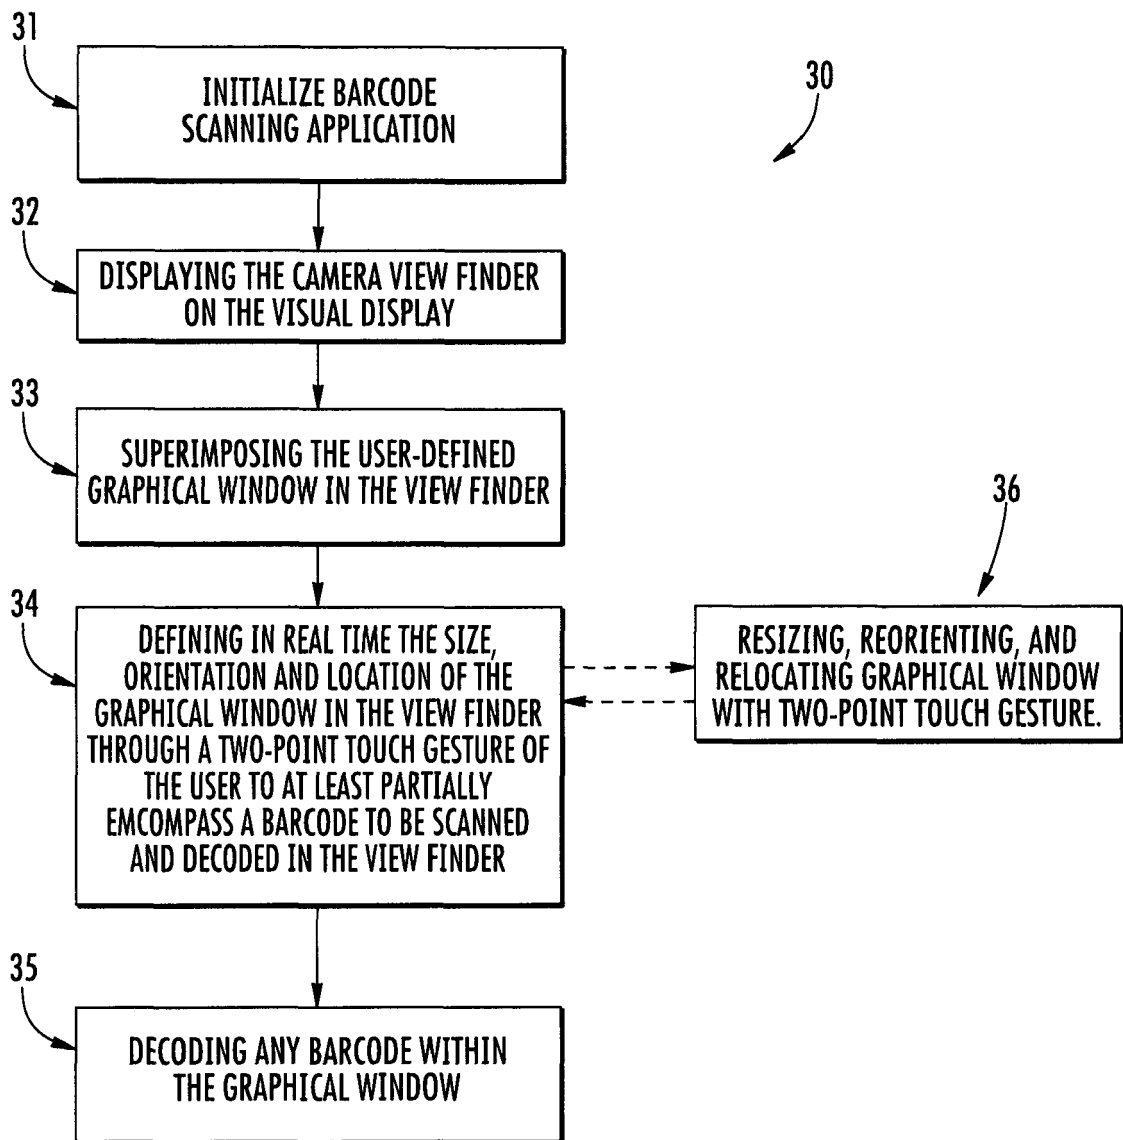 31
INITIALIZE BARCODE
SCANNING APPLICATION
30
32
DISPLAYING THE CAMERA VIEW FINDER
ON THE VISUAL DISPLAY
33
SUPERIMPOSING THE USER-DEFINED
GRAPHICAL WINDOW IN THE VIEW FINDER
34
DEFINING IN REAL TIME THE SIZE,
ORIENTATION AND LOCATION OF THE
GRAPHICAL WINDOW IN THE VIEW FINDER
THROUGH A TWO-POINT TOUCH GESTURE OF
THE USER TO AT LEAST PARTIALLY
EMCOMPASS A BARCODE TO BE SCANNED
AND DECODED IN THE VIEW FINDER
36
RESIZING, REORIENTING, AND
RELOCATING GRAPHICAL WINDOW
WITH TWO-POINT TOUCH GESTURE.
35
DECODING ANY BARCODE WITHIN
THE GRAPHICAL WINDOW